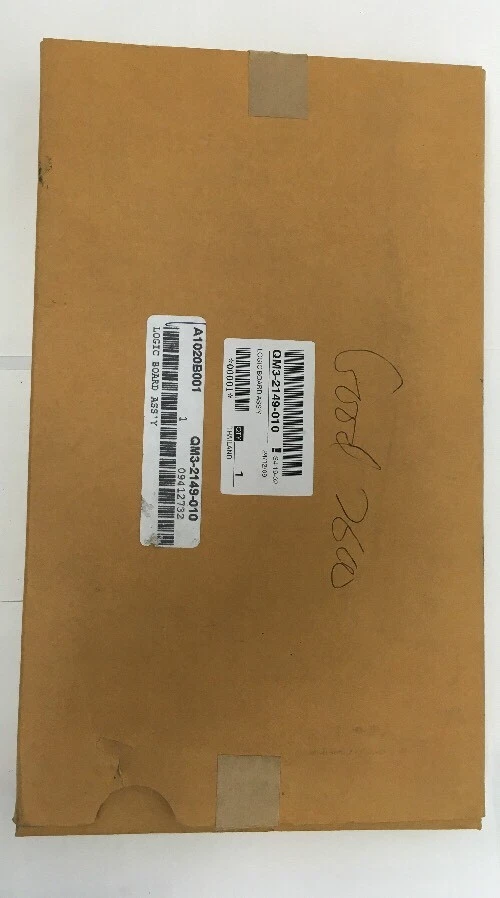 A1020B001 QM3-2149-010
1 09412732
LOGIC BOARD ASS'Y
QM3-2149-010
LOGIC BOARD ASS'Y
*00001*
QTY 1
THAILAND
Good